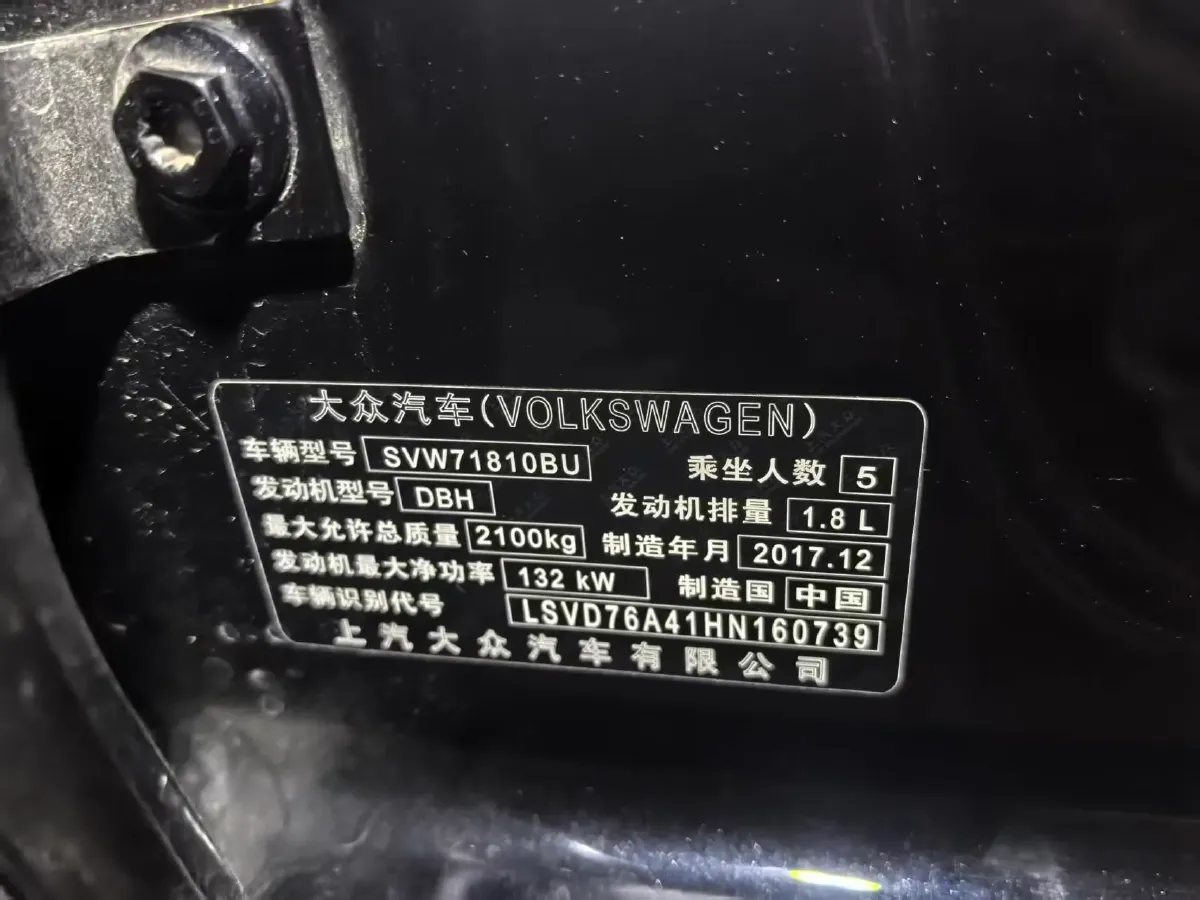 大众汽车(VOLKSWAGEN)
车辆型号 SVW71810BU 乘坐人数 5
发动机型号 DBH 发动机排量 1.8 L
最大允许总质量 2100kg 制造年月 2017.12
发动机最大净功率 132 kW 制造国 中国
车辆识别代号 LSVD76A41HN160739
上汽大众汽车有限公司